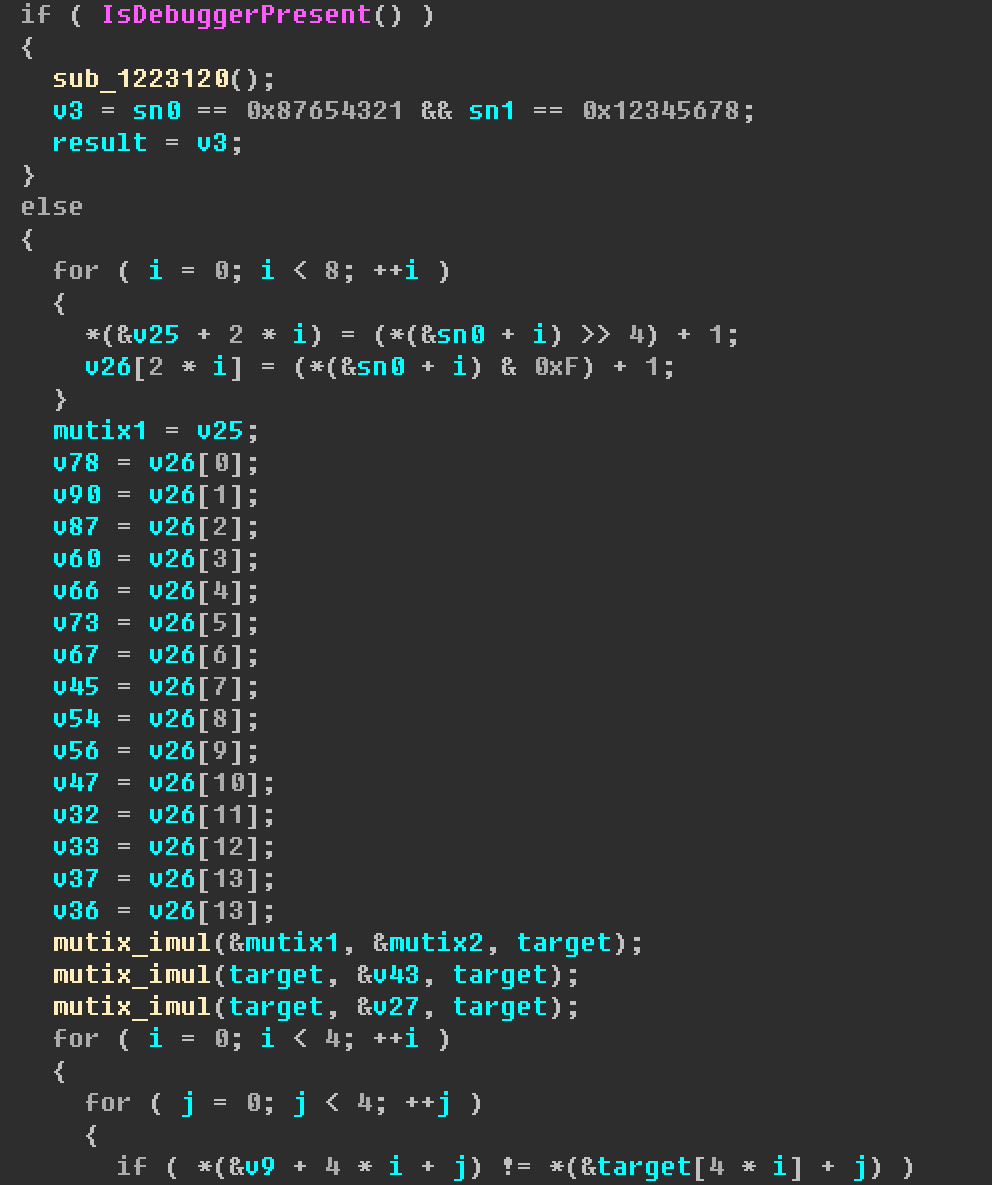 if ( IsDebuggerPresent() )
{
  sub_1223120();
  v3 = sn0 == 0x87654321 && sn1 == 0x12345678;
  result = v3;
}
else
{
  for ( i = 0; i < 8; ++i )
  {
    *(&v25 + 2 * i) = (*(&sn0 + i) >> 4) + 1;
    v26[2 * i] = (*(&sn0 + i) & 0xF) + 1;
  }
  mutix1 = v25;
  v78 = v26[0];
  v90 = v26[1];
  v87 = v26[2];
  v60 = v26[3];
  v66 = v26[4];
  v73 = v26[5];
  v67 = v26[6];
  v45 = v26[7];
  v54 = v26[8];
  v56 = v26[9];
  v47 = v26[10];
  v32 = v26[11];
  v33 = v26[12];
  v37 = v26[13];
  v36 = v26[13];
  mutix_imul(&mutix1, &mutix2, target);
  mutix_imul(target, &v43, target);
  mutix_imul(target, &v27, target);
  for ( i = 0; i < 4; ++i )
  {
    for ( j = 0; j < 4; ++j )
    {
      if ( *(&v9 + 4 * i + j) != *(&target[4 * i] + j) )